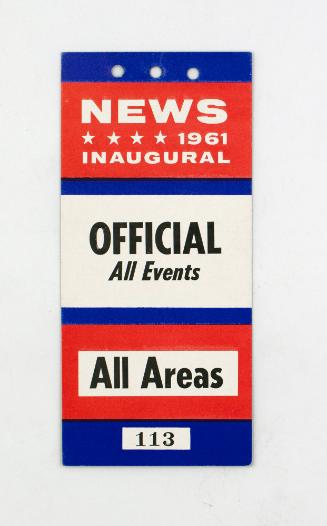 NEWS
★ ★ ★ ★ 1961
INAUGURAL
OFFICIAL
All Events
All Areas
113